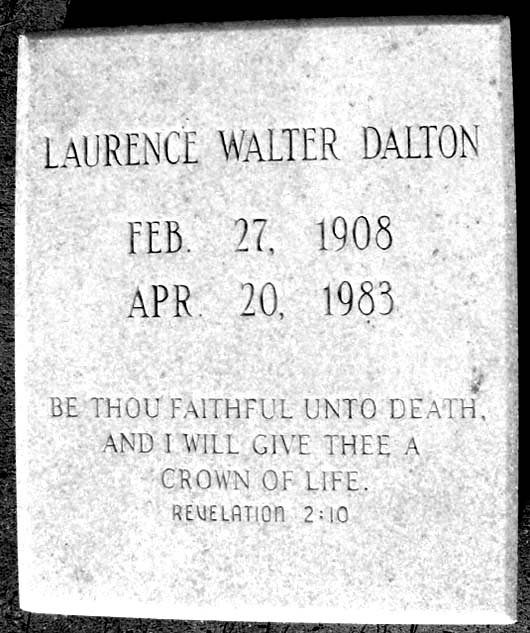 LAURENCE WALTER DALTON
FEB. 27, 1908
APR. 20, 1983
BE THOU FAITHFUL UNTO DEATH,
AND I WILL GIVE THEE A
CROWN OF LIFE.
REVELATION 2:10